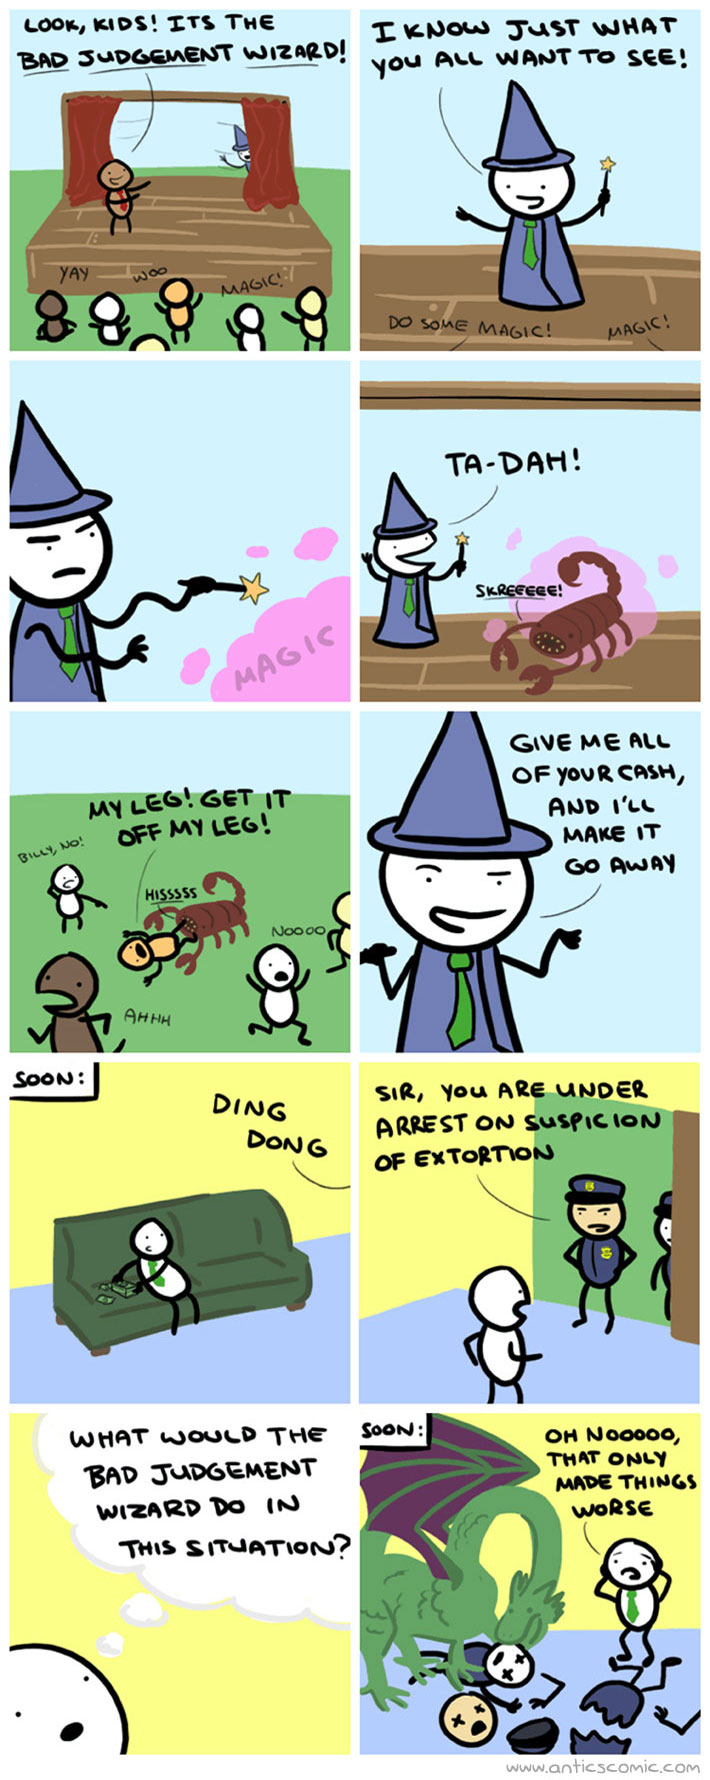 LOOK, KIDS! ITS THE
BAD JUDGEMENT WIZARD!
YAY
WOO
MAGIC!
I KNOW JUST WHAT
YOU ALL WANT TO SEE!
DO SOME MAGIC!
MAGIC!
MAGIC
TA-DAH!
SKREEEEE!
MY LEG! GET IT
OFF MY LEG!
BILLY, NO!
HISSSSS
NOOOO
AHHH
GIVE ME ALL
OF YOUR CASH,
AND I'LL
MAKE IT
GO AWAY
SOON:
DING
DONG
SIR, YOU ARE UNDER
ARREST ON SUSPICION
OF EXTORTION
WHAT WOULD THE
BAD JUDGEMENT
WIZARD DO IN
THIS SITUATION?
SOON:
OH NOOOOO,
THAT ONLY
MADE THINGS
WORSE
www.anticscomic.com